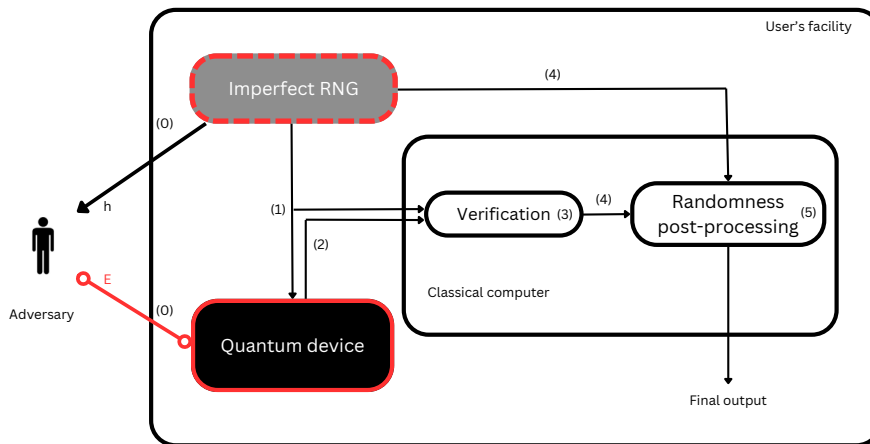 User's facility
Imperfect RNG
(4)
(0)
h
(1)
(2)
Verification (3)
(4)
Randomness
post-processing (5)
E
(0)
Adversary
Classical computer
Quantum device
Final output